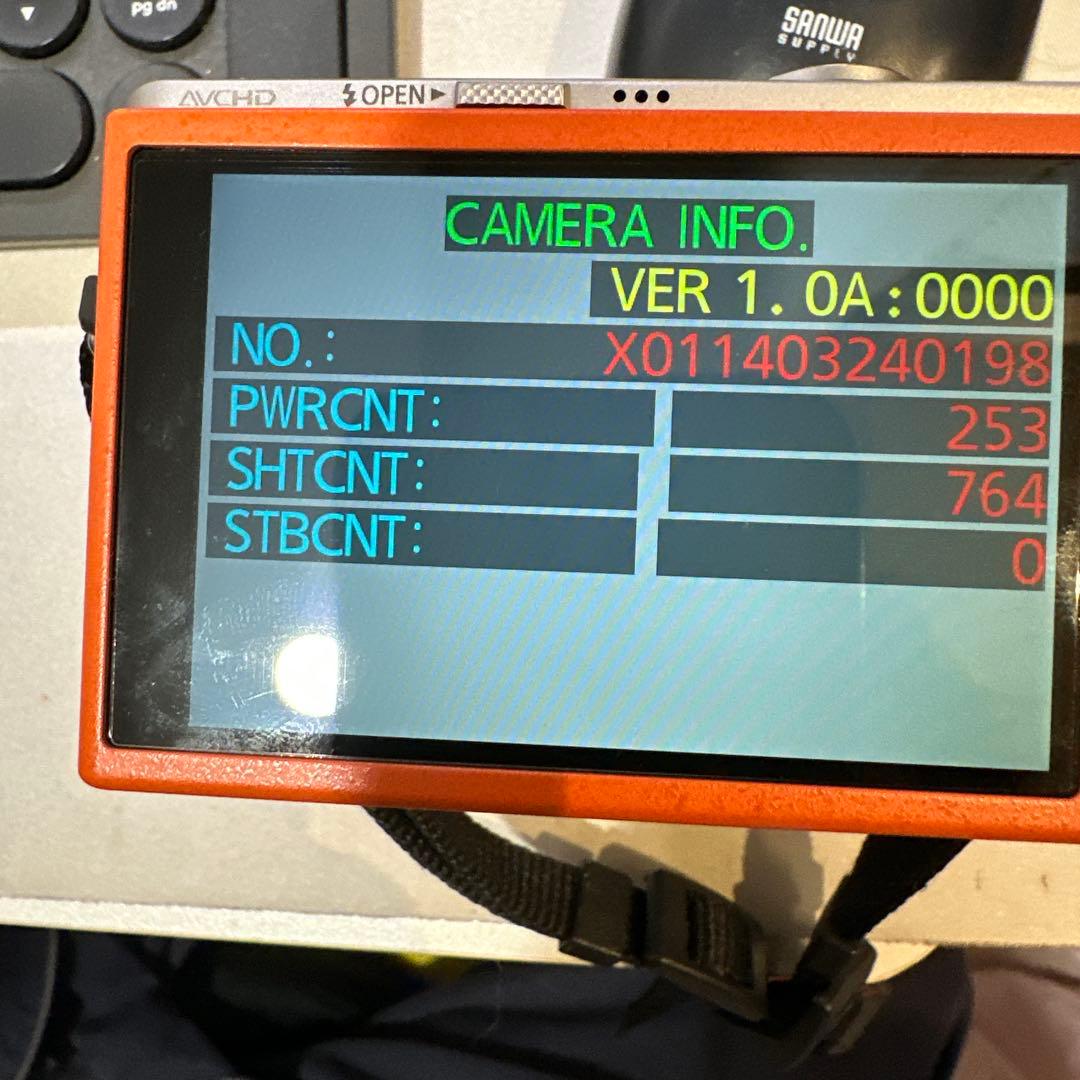 pg dn
SANWA
SUPPLY
AVCHD
OPEN
CAMERA INFO.
VER 1. 0A:0000
NO.: X011403240198
PWRCNT: 253
SHTCNT: 764
STBCNT: 0